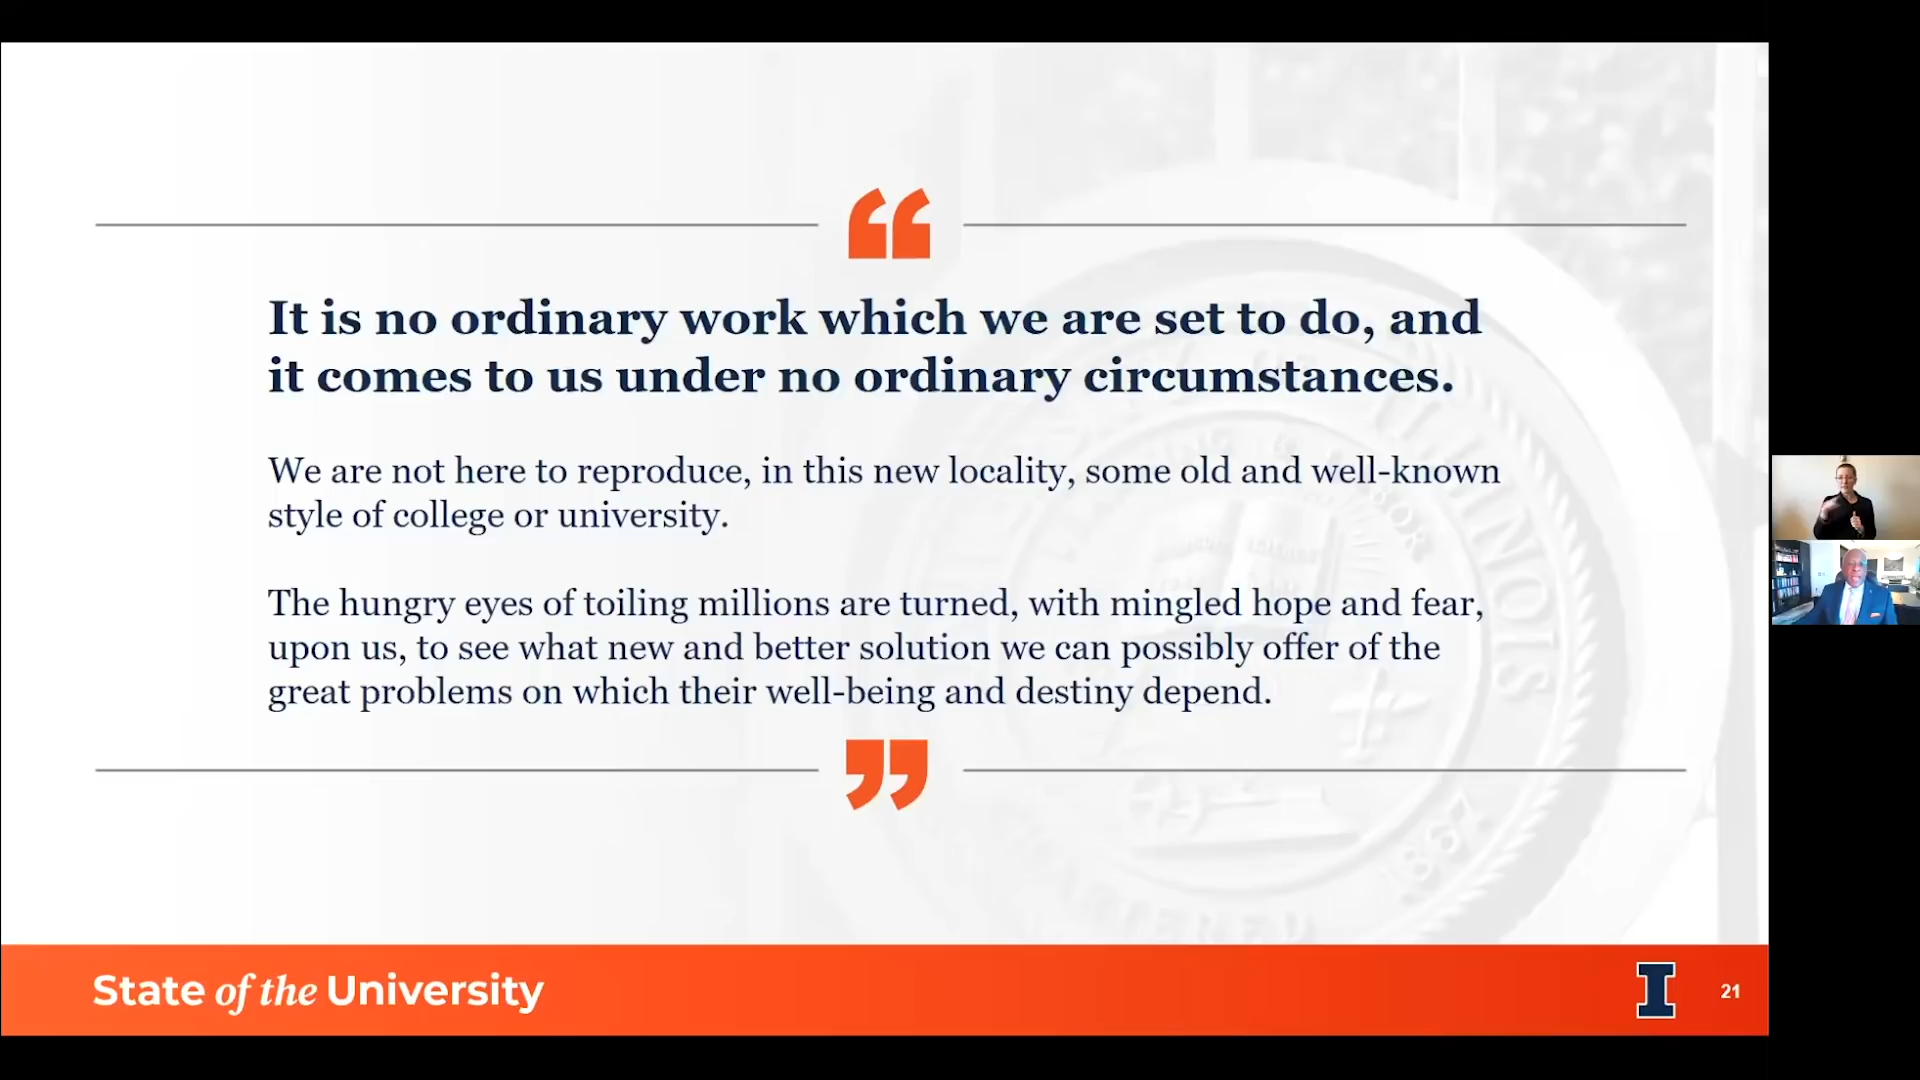 “
It is no ordinary work which we are set to do, and
it comes to us under no ordinary circumstances.
We are not here to reproduce, in this new locality, some old and well-known
style of college or university.
The hungry eyes of toiling millions are turned, with mingled hope and fear,
upon us, to see what new and better solution we can possibly offer of the
great problems on which their well-being and destiny depend.
”
ILLINOIS
LABOR
1867
CHARTERED
State of the University
I
21